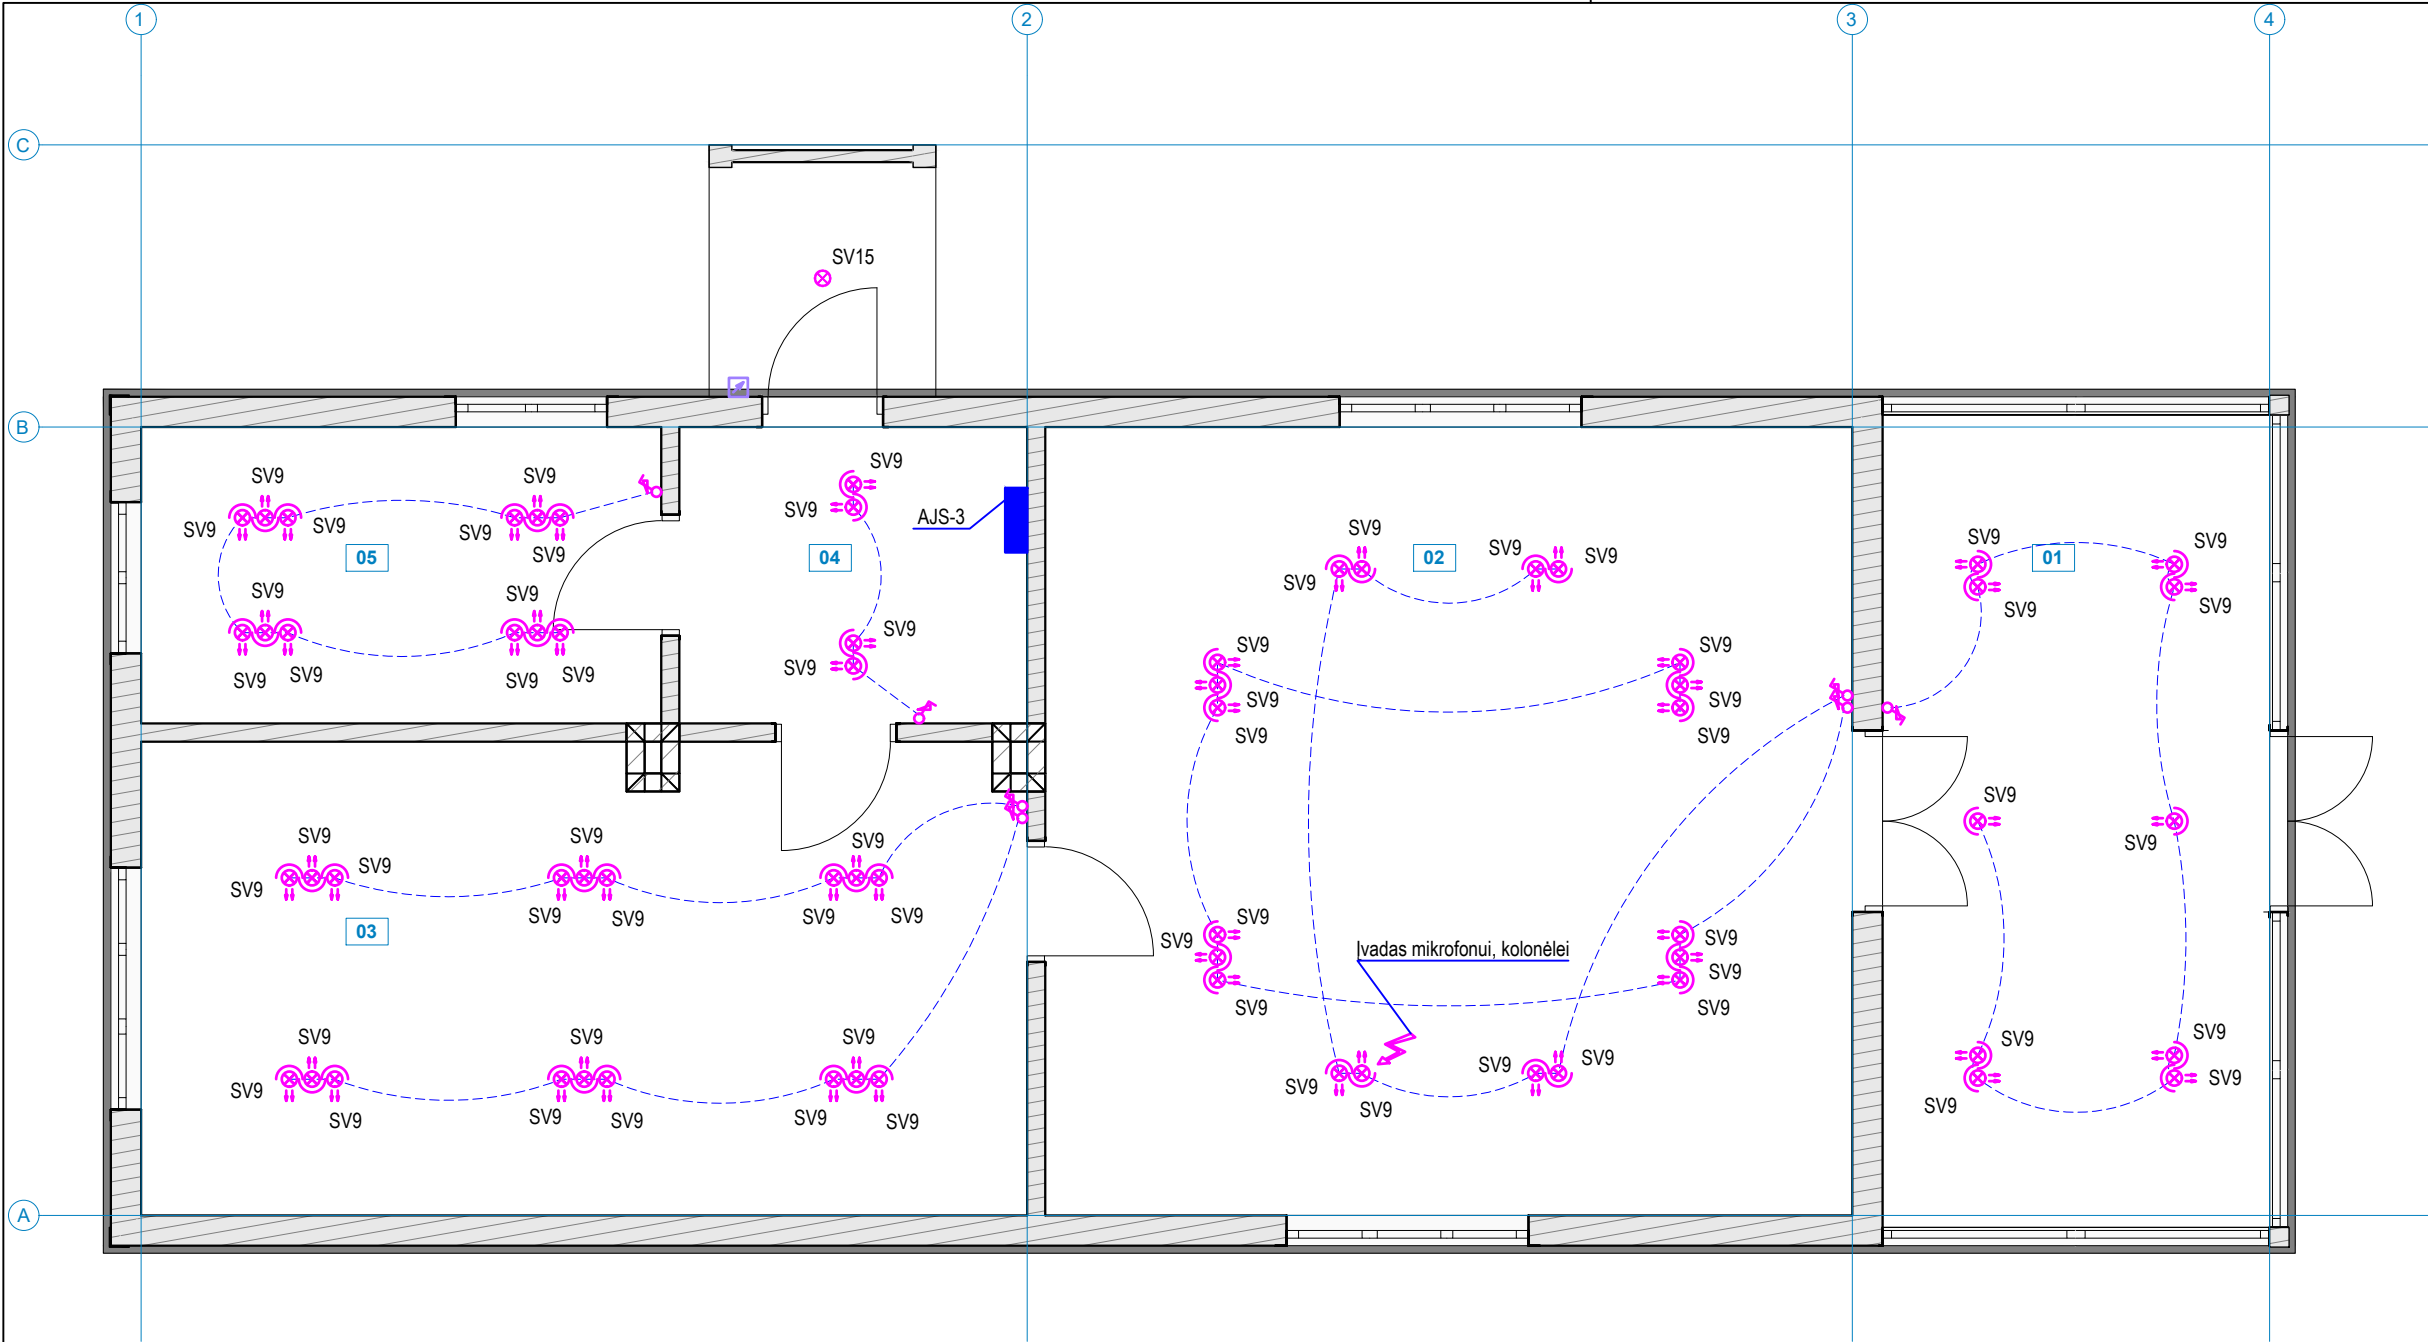 1 2 3 4
C
SV15
B
SV9 SV9 SV9
SV9 SV9 SV9 SV9 SV9 AJS-3
SV9 SV9 SV9 SV9 SV9 SV9
05 04 02 01
SV9 SV9 SV9 SV9 SV9
SV9 SV9
SV9 SV9 SV9 SV9 SV9
SV9 SV9 SV9 SV9 SV9 SV9
SV9 SV9
SV9 SV9
SV9 SV9 SV9 SV9
SV9 SV9
SV9 SV9 SV9 SV9 SV9 SV9
03
SV9 SV9 SV9
Įvadas mikrofonui, kolonėlei
SV9
SV9 SV9
SV9 SV9 SV9 SV9 SV9
SV9 SV9 SV9 SV9 SV9
SV9 SV9 SV9 SV9 SV9 SV9 SV9
A